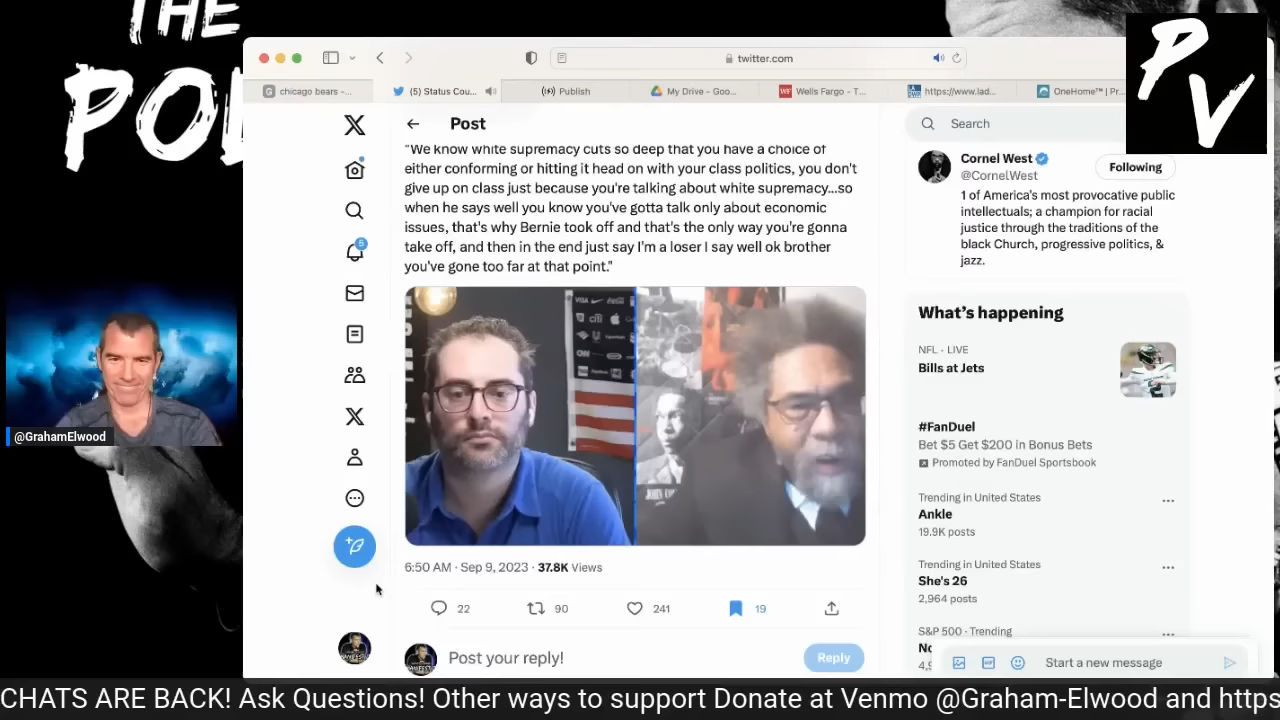 THE
PO
PV
twitter.com
chicago bears -...
(5) Status Cou...
Publish
My Drive - Goo...
WF
Wells Fargo - T...
https://www.lad...
OneHome™ | Pr...
Post
Search
"We know white supremacy cuts so deep that you have a choice of
either conforming or hitting it head on with your class politics, you don't
give up on class just because you're talking about white supremacy...so
when he says well you know you've gotta talk only about economic
issues, that's why Bernie took off and that's the only way you're gonna
take off, and then in the end just say I'm a loser I say well ok brother
you've gone too far at that point."
Cornel West
@CornelWest
Following
1 of America's most provocative public
intellectuals; a champion for racial
justice through the traditions of the
black Church, progressive politics, &
jazz.
What's happening
NFL · LIVE
Bills at Jets
#FanDuel
Bet $5 Get $200 in Bonus Bets
Promoted by FanDuel Sportsbook
Trending in United States
Ankle
19.9K posts
Trending in United States
She's 26
2,964 posts
S&P 500 · Trending
VISA
citi
CNN
@GrahamElwood
6:50 AM · Sep 9, 2023 · 37.8K Views
22
90
241
19
Post your reply!
Reply
Start a new message
CHATS ARE BACK! Ask Questions! Other ways to support Donate at Venmo @Graham-Elwood and https